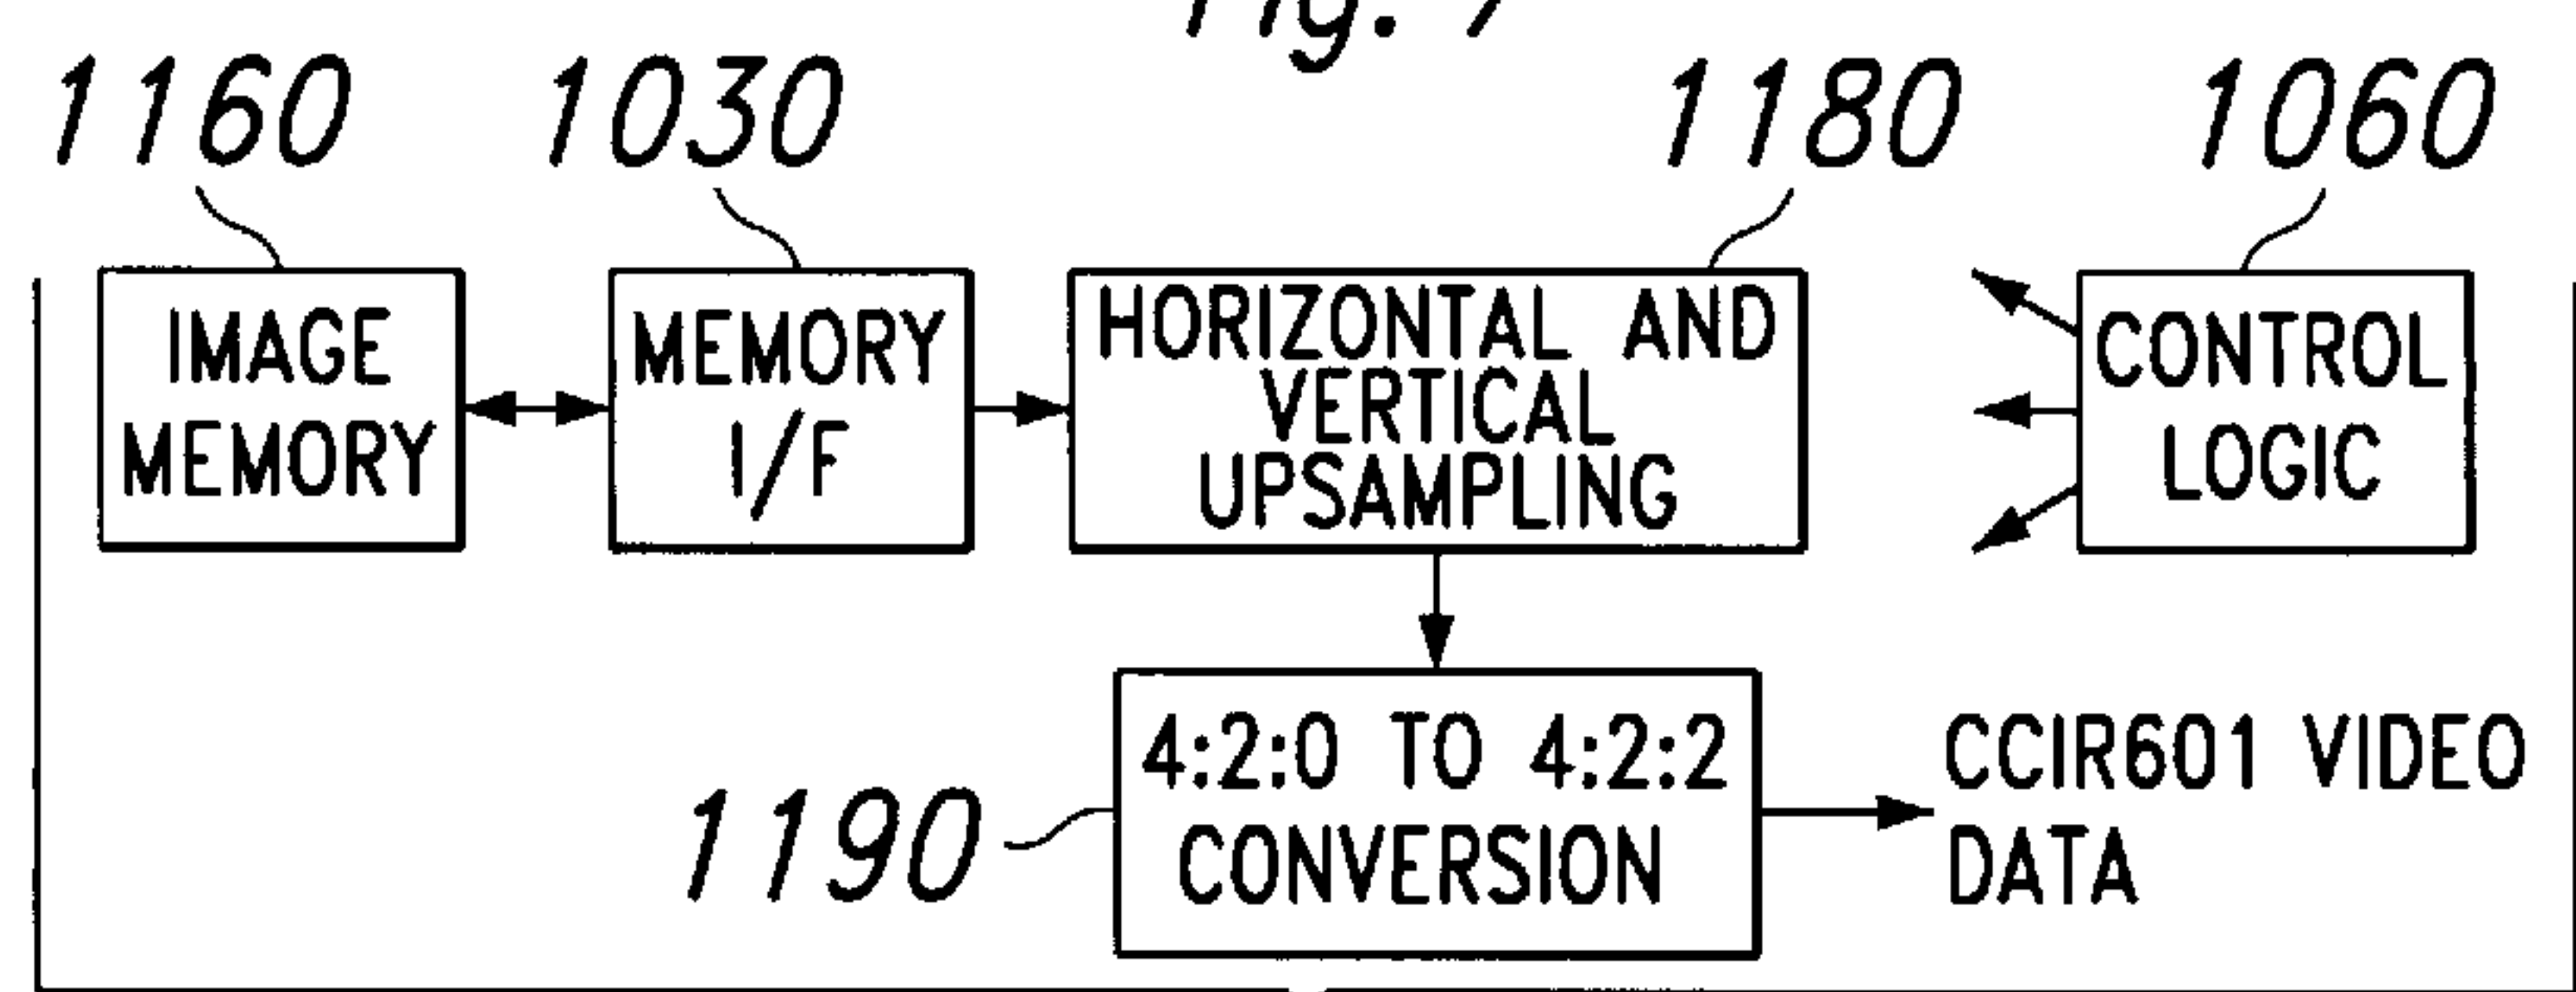 Fig.
1160 1030 1180 1060
IMAGE
MEMORY
MEMORY
I/F
HORIZONTAL AND
VERTICAL
UPSAMPLING
CONTROL
LOGIC
4:2:0 TO 4:2:2
CONVERSION
1190
CCIR601 VIDEO
DATA